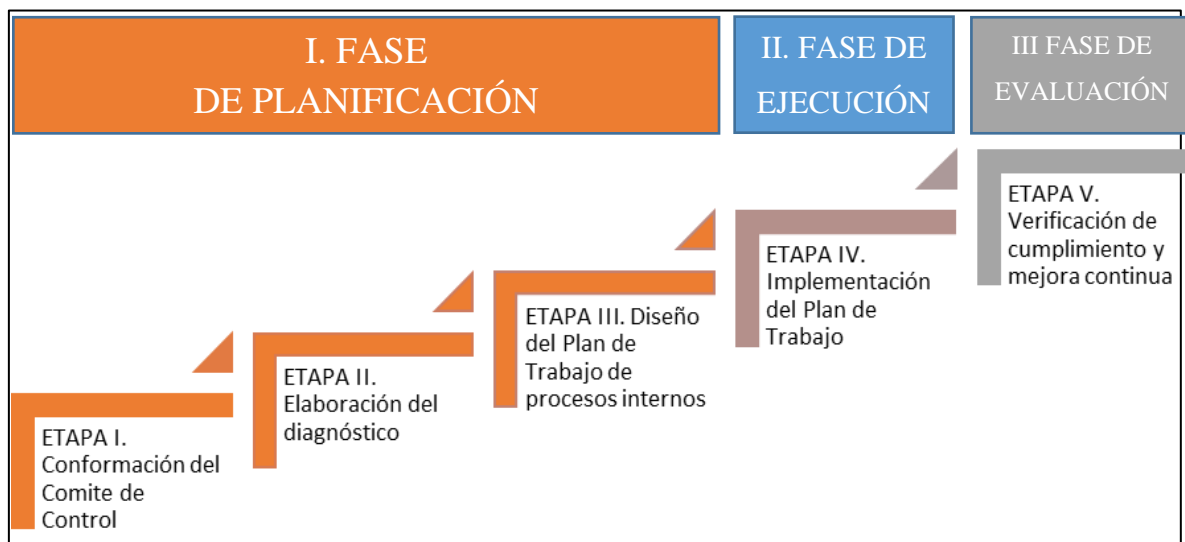 I. FASE
DE PLANIFICACIÓN
II. FASE DE
EJECUCIÓN
III FASE DE
EVALUACIÓN
ETAPA I.
Conformación del
Comite de
Control
ETAPA II.
Elaboración del
diagnóstico
ETAPA III. Diseño
del Plan de
Trabajo de
procesos internos
ETAPA IV.
Implementación
del Plan de
Trabajo
ETAPA V.
Verificación de
cumplimiento y
mejora continua